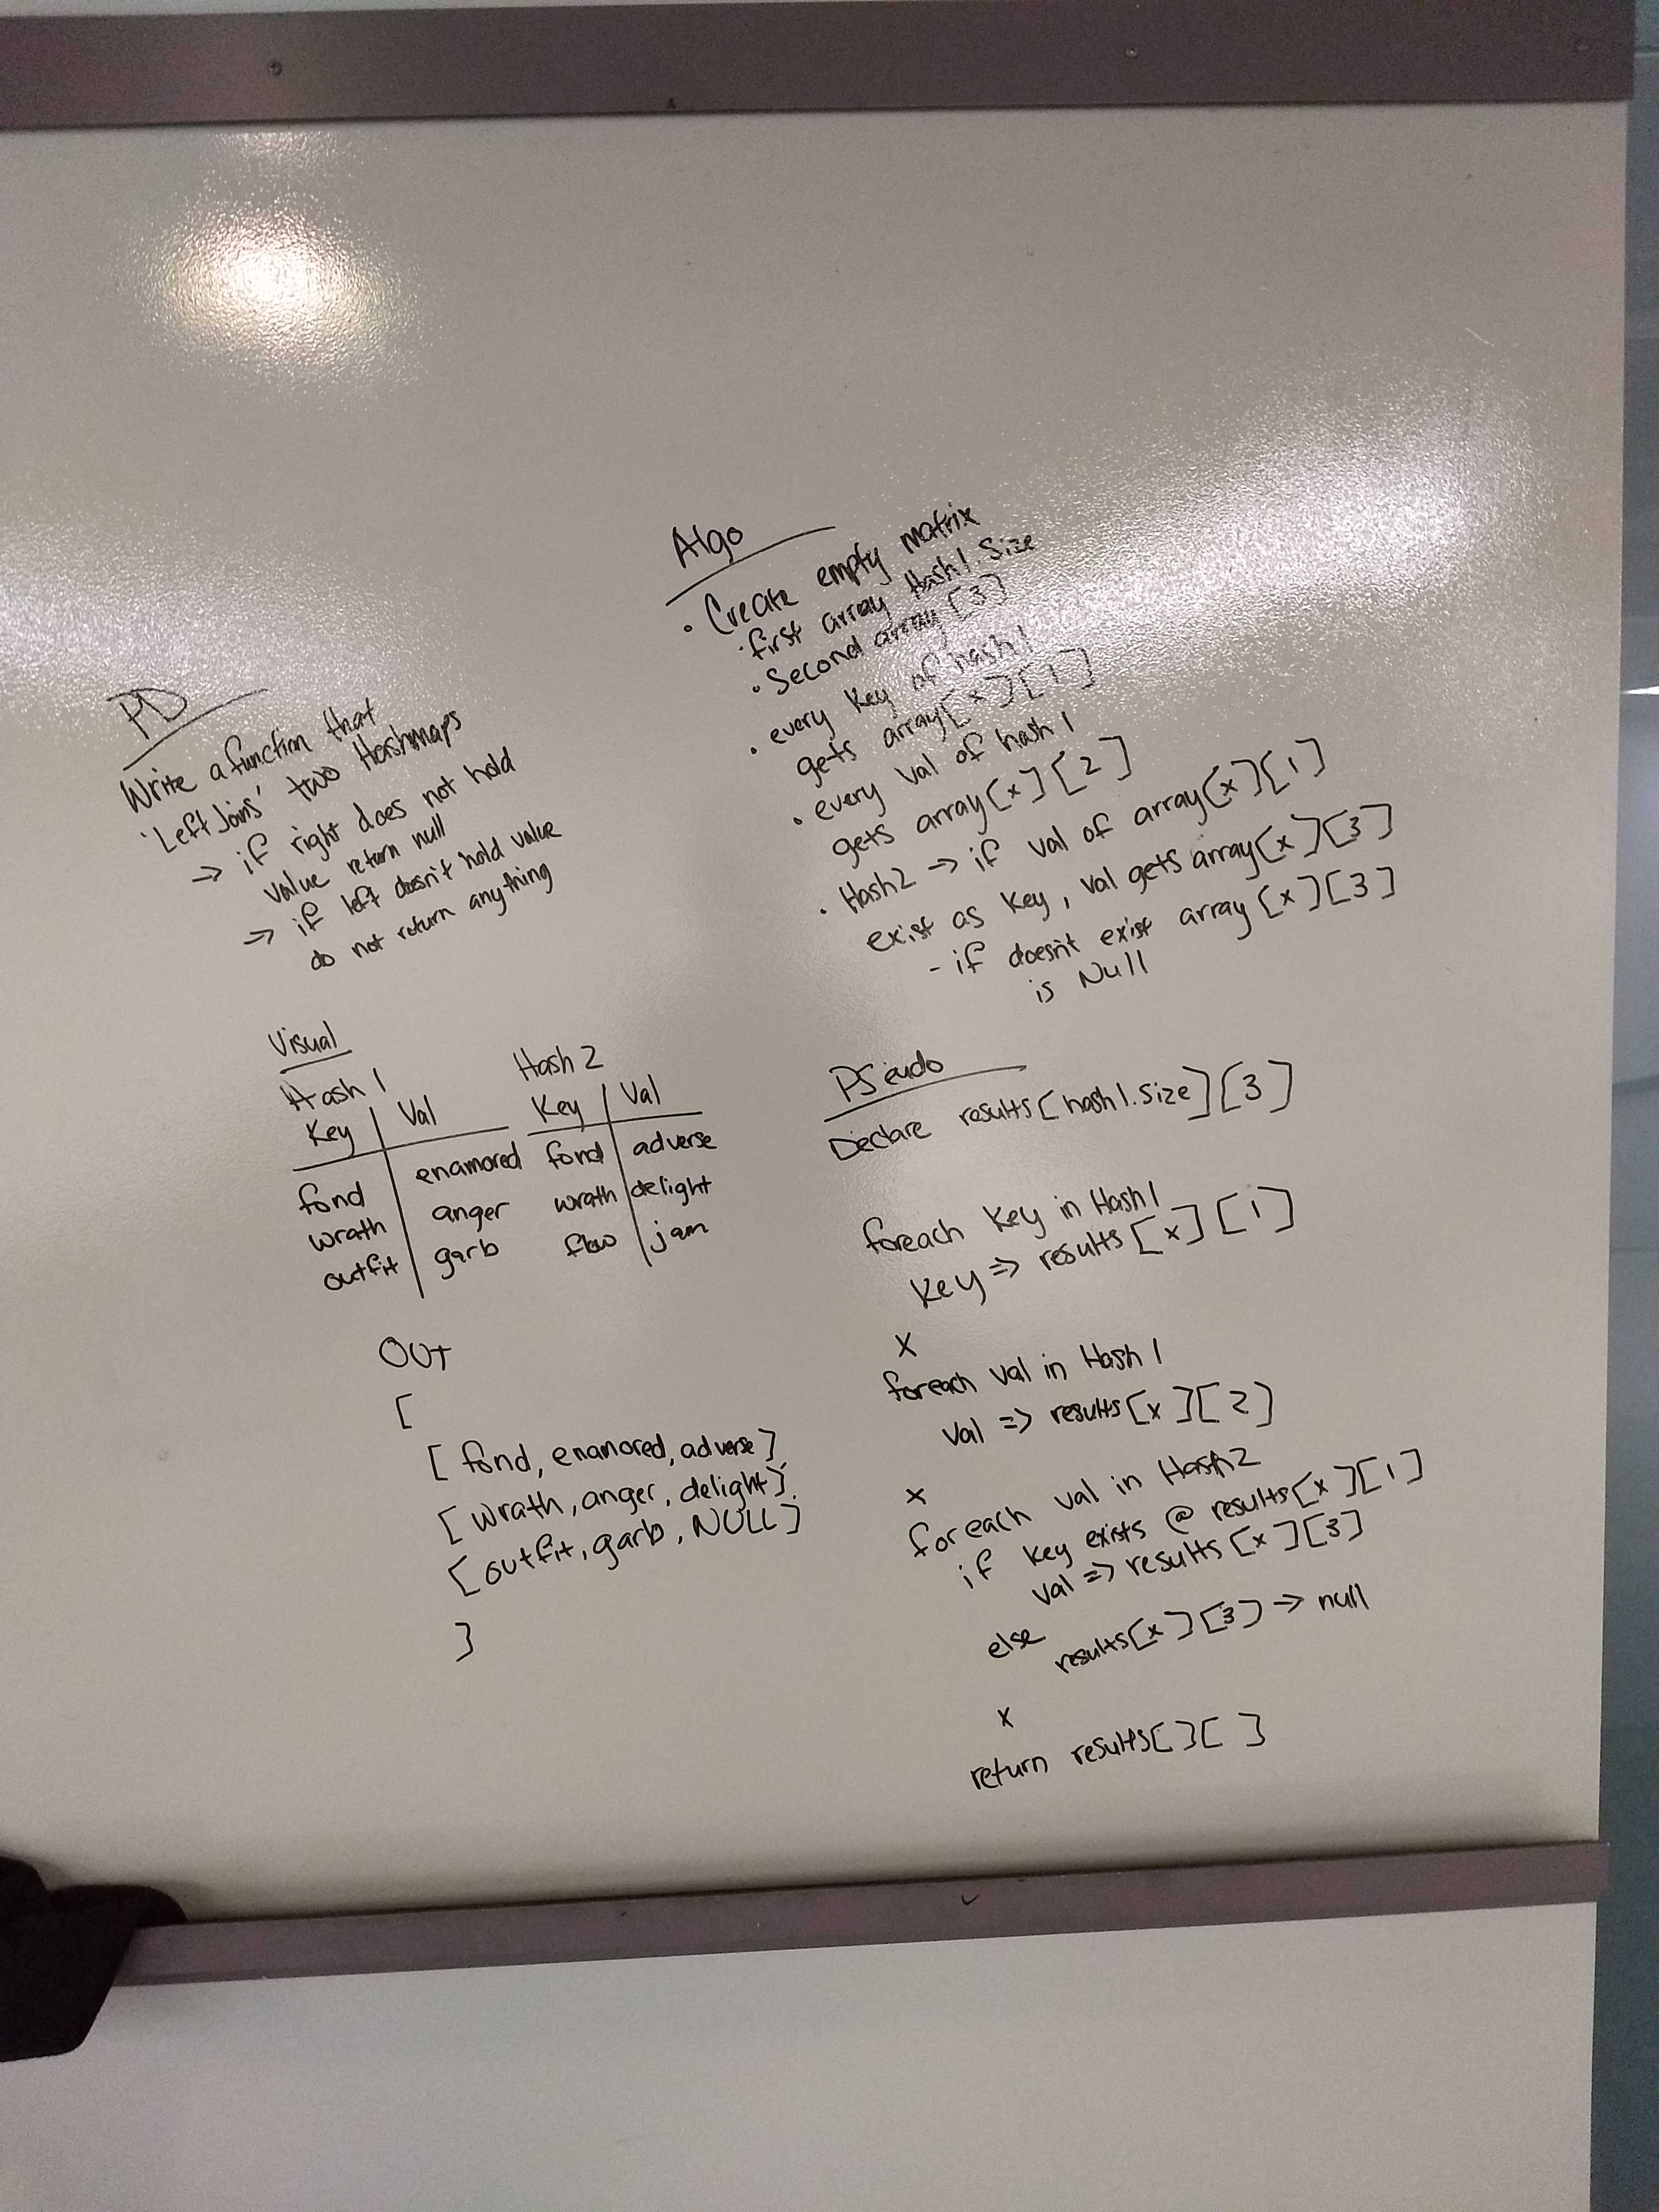 PD
Write a function that
'Left Joins' two Hashmaps
→ if right does not hold
value return null
→ if left doesn't hold value
do not return anything
Visual
Hash 1
Key | Val
fond | enamored
wrath | anger
outfit | garb
Hash 2
Key | Val
fond | adverse
wrath | delight
flow | jam
OUT
[
[fond, enamored, adverse],
[wrath, anger, delight],
[outfit, garb, NULL]
]
Algo
• Create empty matrix
• first array Hash1.Size
• Second array [3]
• every Key of hash1
gets array[x][1]
• every val of hash 1
gets array[x][2]
• Hash2 → if val of array[x][1]
exist as Key, val gets array[x][3]
- if doesn't exist array[x][3]
is Null
PSeudo
Declare results[hash1.Size][3]
foreach Key in Hash1
Key => results[x][1]
x
foreach val in Hash1
Val => results[x][2]
x
foreach val in Hash2
if Key exists @ results[x][1]
val => results[x][3]
else
results[x][3] → null
x
return results[][]